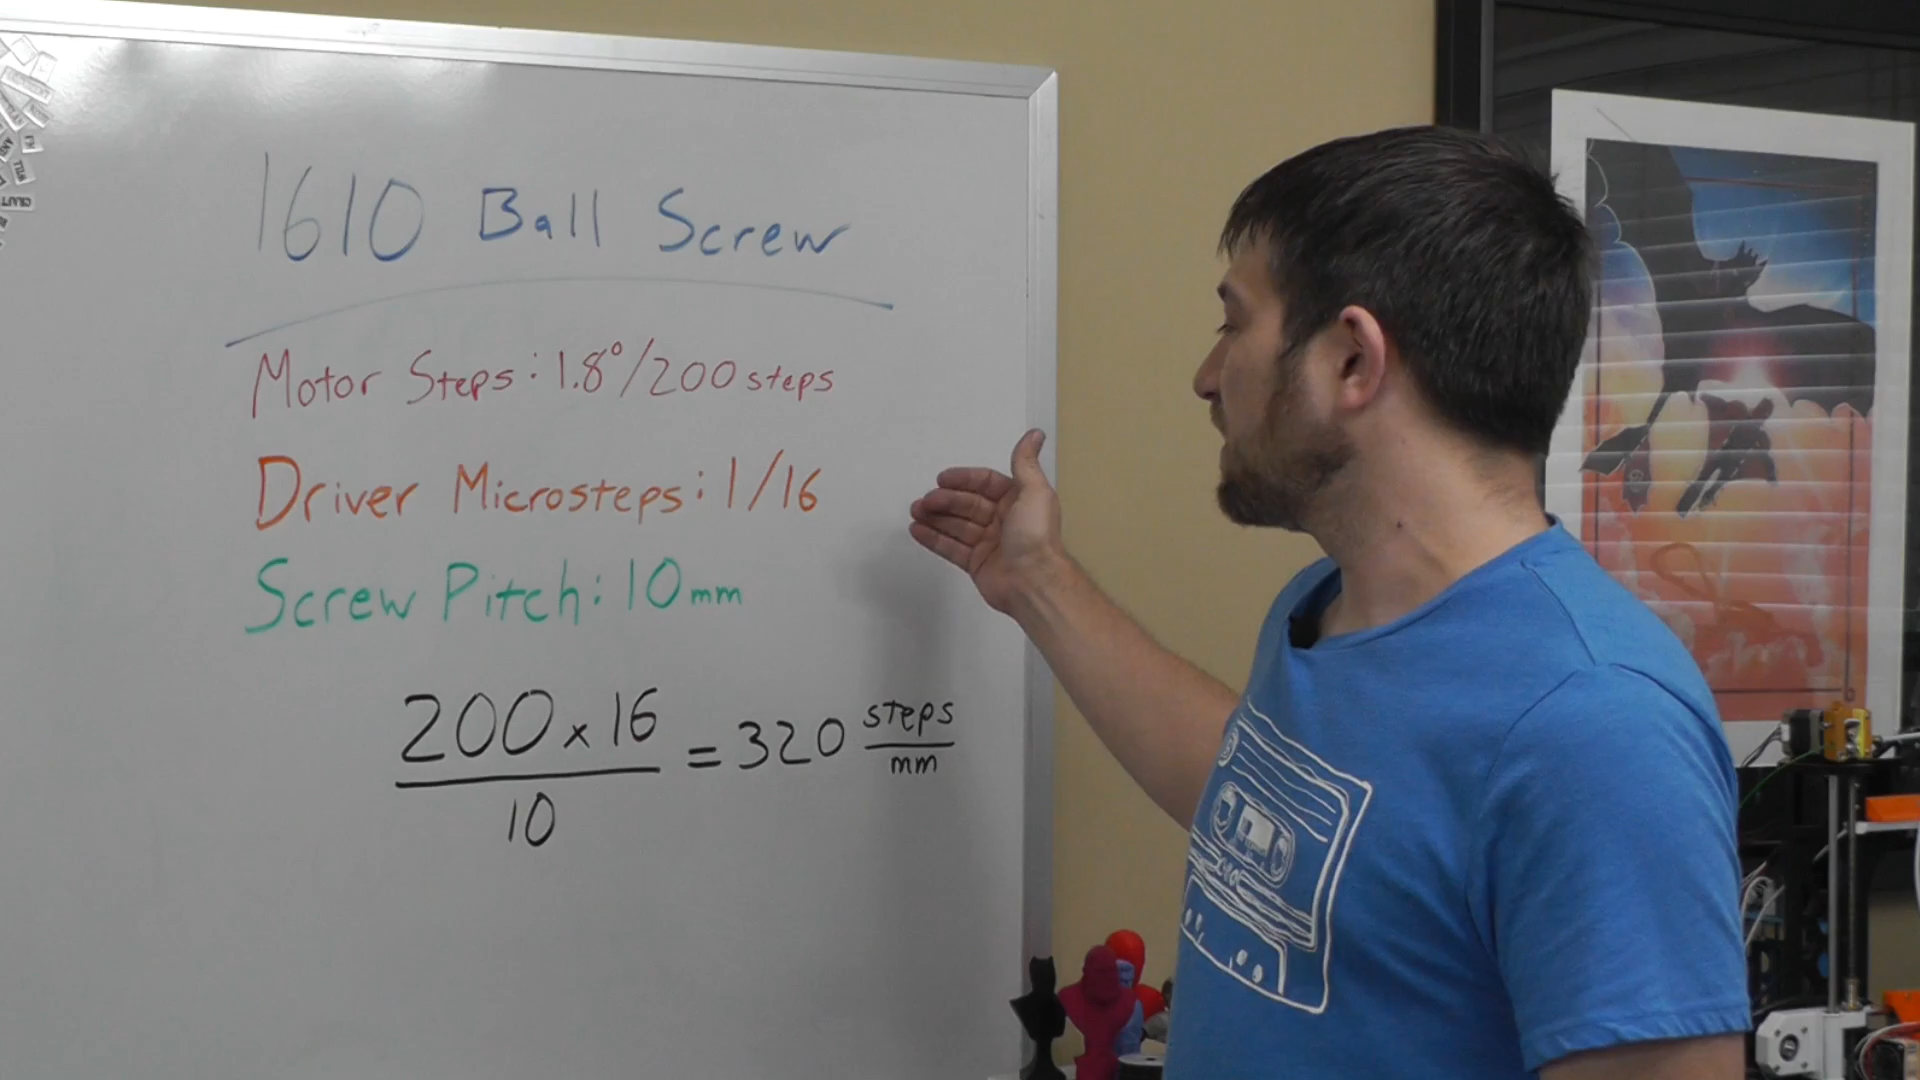 1610 Ball Screw
Motor Steps: 1.8°/200 steps
Driver Microsteps: 1/16
Screw Pitch: 10mm
200 x 16
10
= 320 steps
mm
AND